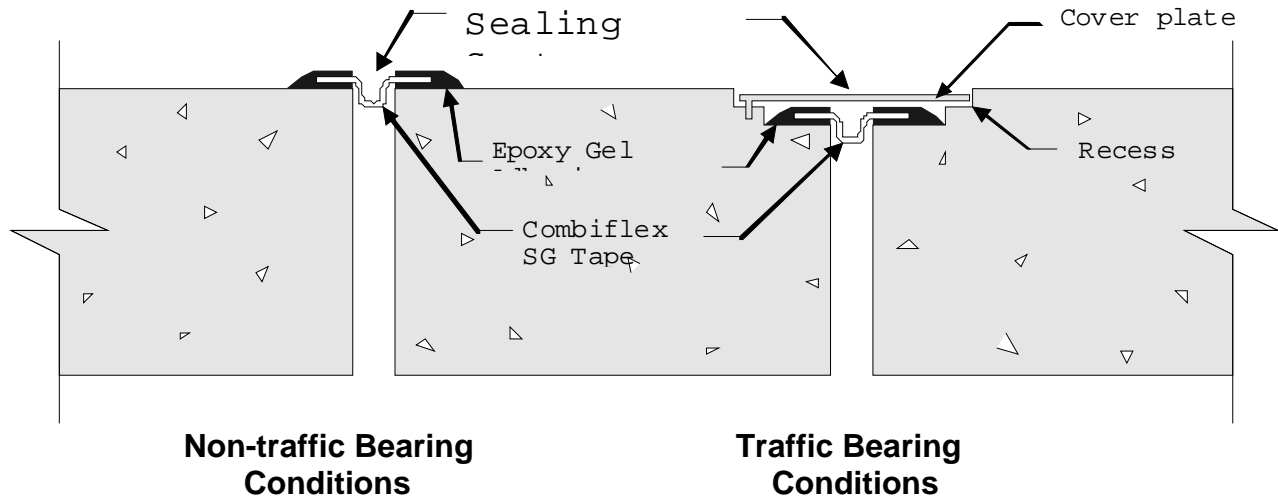 Sealing
Cover plate
Epoxy Gel
Recess
Combiflex
SG Tape
Non-traffic Bearing
Conditions
Traffic Bearing
Conditions